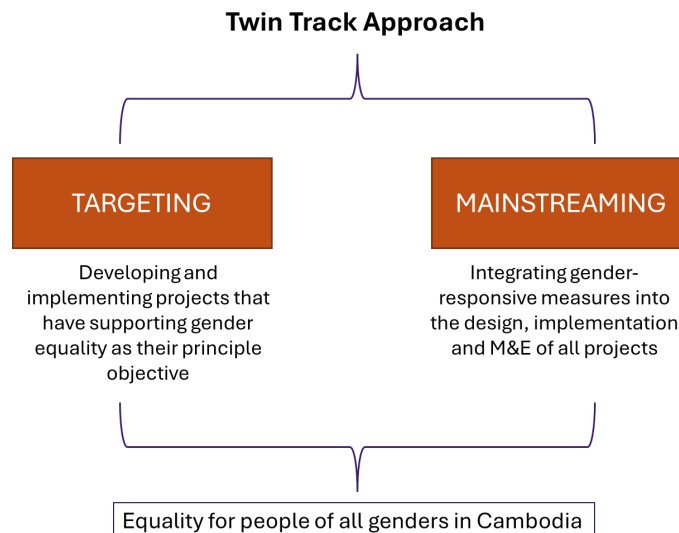 Twin Track Approach
TARGETING
Developing and
implementing projects that
have supporting gender
equality as their principle
objective
MAINSTREAMING
Integrating gender-
responsive measures into
the design, implementation
and M&E of all projects
Equality for people of all genders in Cambodia